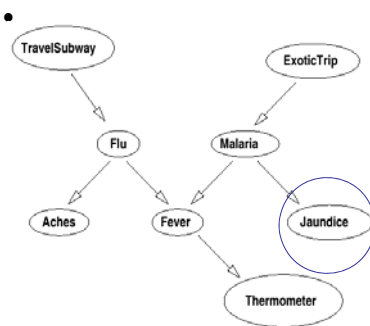 •
TravelSubway
ExoticTrip
Flu
Malaria
Aches
Fever
Jaundice
Thermometer